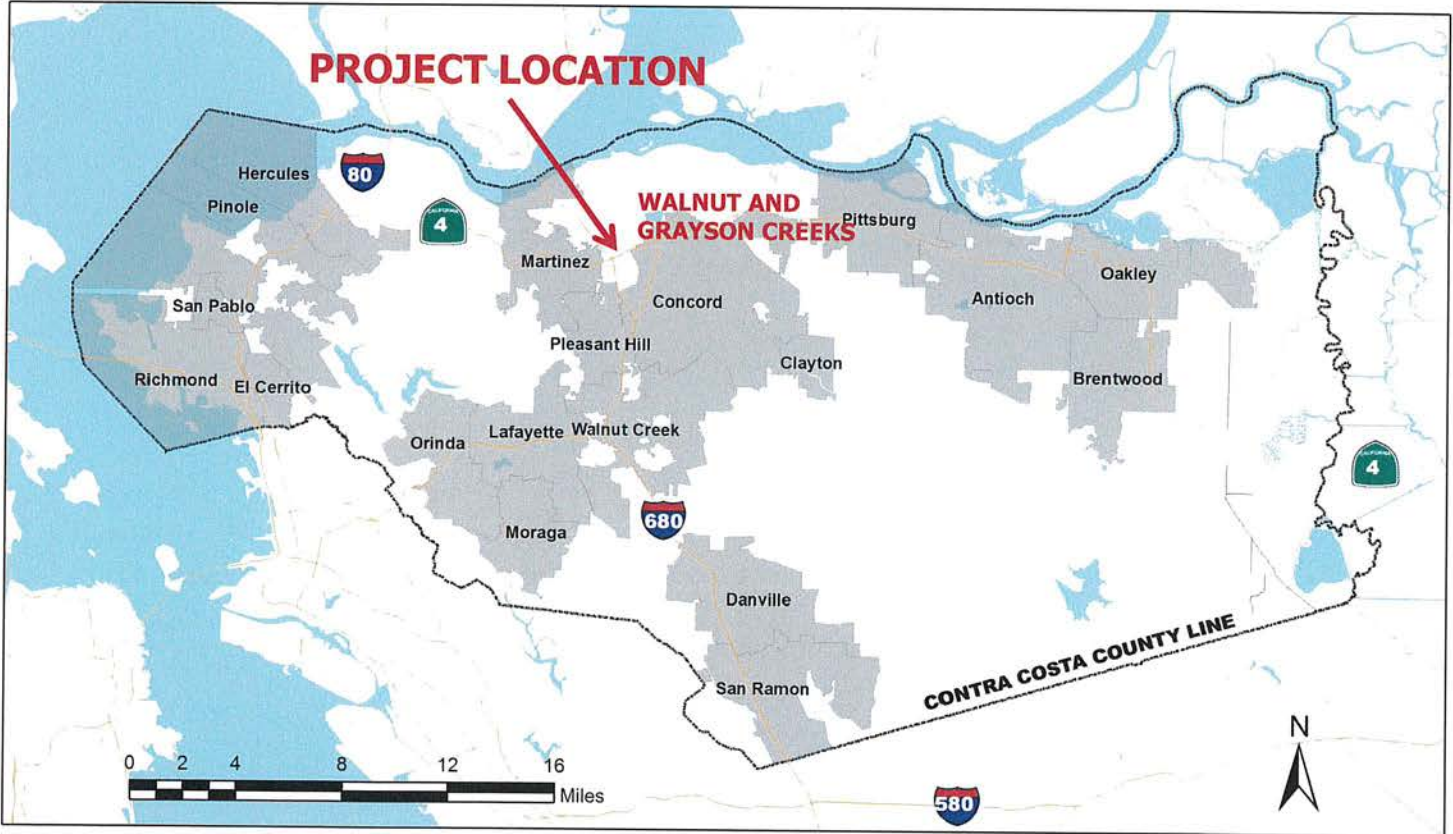 PROJECT LOCATION
Hercules
80
Pinole
CALIFORNIA
4
WALNUT AND
GRAYSON CREEKS
Pittsburg
Martinez
Oakley
San Pablo
Concord
Antioch
Pleasant Hill
Clayton
Richmond
El Cerrito
Brentwood
Orinda
Lafayette
Walnut Creek
CALIFORNIA
4
680
Moraga
Danville
San Ramon
CONTRA COSTA COUNTY LINE
N
0 2 4 8 12 16
Miles
580